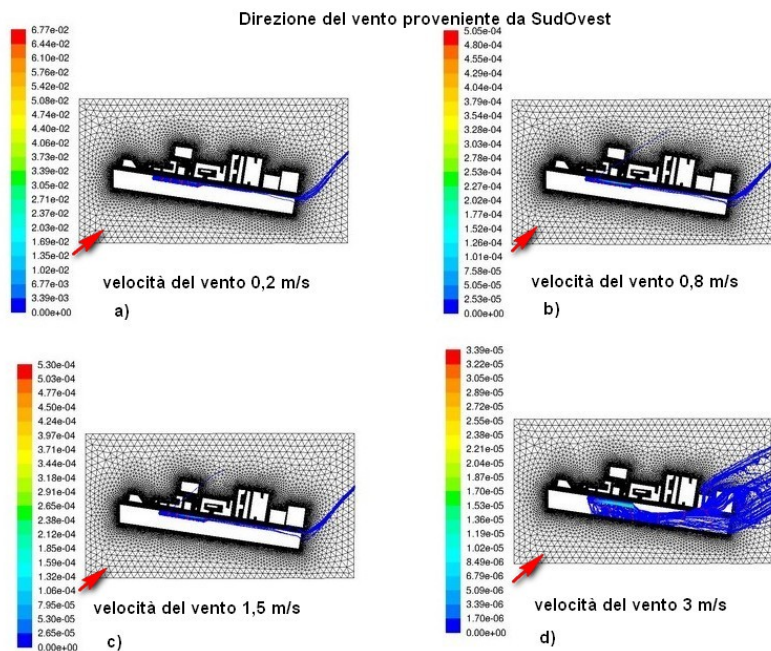 Direzione del vento proveniente da SudOvest
6.77e-02
6.44e-02
6.10e-02
5.76e-02
5.42e-02
5.08e-02
4.74e-02
4.40e-02
4.06e-02
3.73e-02
3.39e-02
3.05e-02
2.71e-02
2.37e-02
2.03e-02
1.69e-02
1.35e-02
1.02e-02
6.77e-03
3.39e-03
0.00e+00
velocità del vento 0,2 m/s
a)
5.05e-04
4.80e-04
4.55e-04
4.29e-04
4.04e-04
3.79e-04
3.54e-04
3.28e-04
3.03e-04
2.78e-04
2.53e-04
2.27e-04
2.02e-04
1.77e-04
1.52e-04
1.26e-04
1.01e-04
7.58e-05
5.05e-05
2.53e-05
0.00e+00
velocità del vento 0,8 m/s
b)
5.30e-04
5.03e-04
4.77e-04
4.50e-04
4.24e-04
3.97e-04
3.71e-04
3.44e-04
3.18e-04
2.91e-04
2.65e-04
2.38e-04
2.12e-04
1.85e-04
1.59e-04
1.32e-04
1.06e-04
7.95e-05
5.30e-05
2.65e-05
0.00e+00
velocità del vento 1,5 m/s
c)
3.39e-05
3.22e-05
3.05e-05
2.89e-05
2.72e-05
2.55e-05
2.38e-05
2.21e-05
2.04e-05
1.87e-05
1.70e-05
1.53e-05
1.36e-05
1.19e-05
1.02e-05
8.49e-06
6.79e-06
5.09e-06
3.39e-06
1.70e-06
0.00e+00
velocità del vento 3 m/s
d)